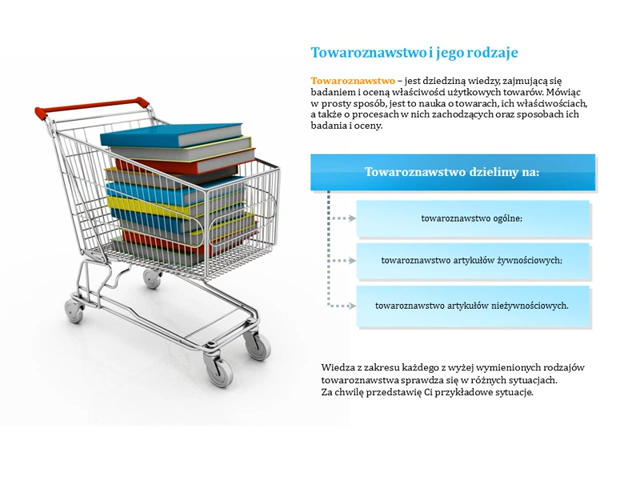 Towaroznawstwo i jego rodzaje
Towaroznawstwo – jest dziedziną wiedzy, zajmującą się
badaniem i oceną właściwości użytkowych towarów. Mówiąc
w prosty sposób, jest to nauka o towarach, ich właściwościach,
a także o procesach w nich zachodzących oraz sposobach ich
badania i oceny.
Towaroznawstwo dzielimy na:
towaroznawstwo ogólne;
towaroznawstwo artykułów żywnościowych;
towaroznawstwo artykułów nieżywnościowych.
Wiedza z zakresu każdego z wyżej wymienionych rodzajów
towaroznawstwa sprawdza się w różnych sytuacjach.
Za chwilę przedstawię Ci przykładowe sytuacje.